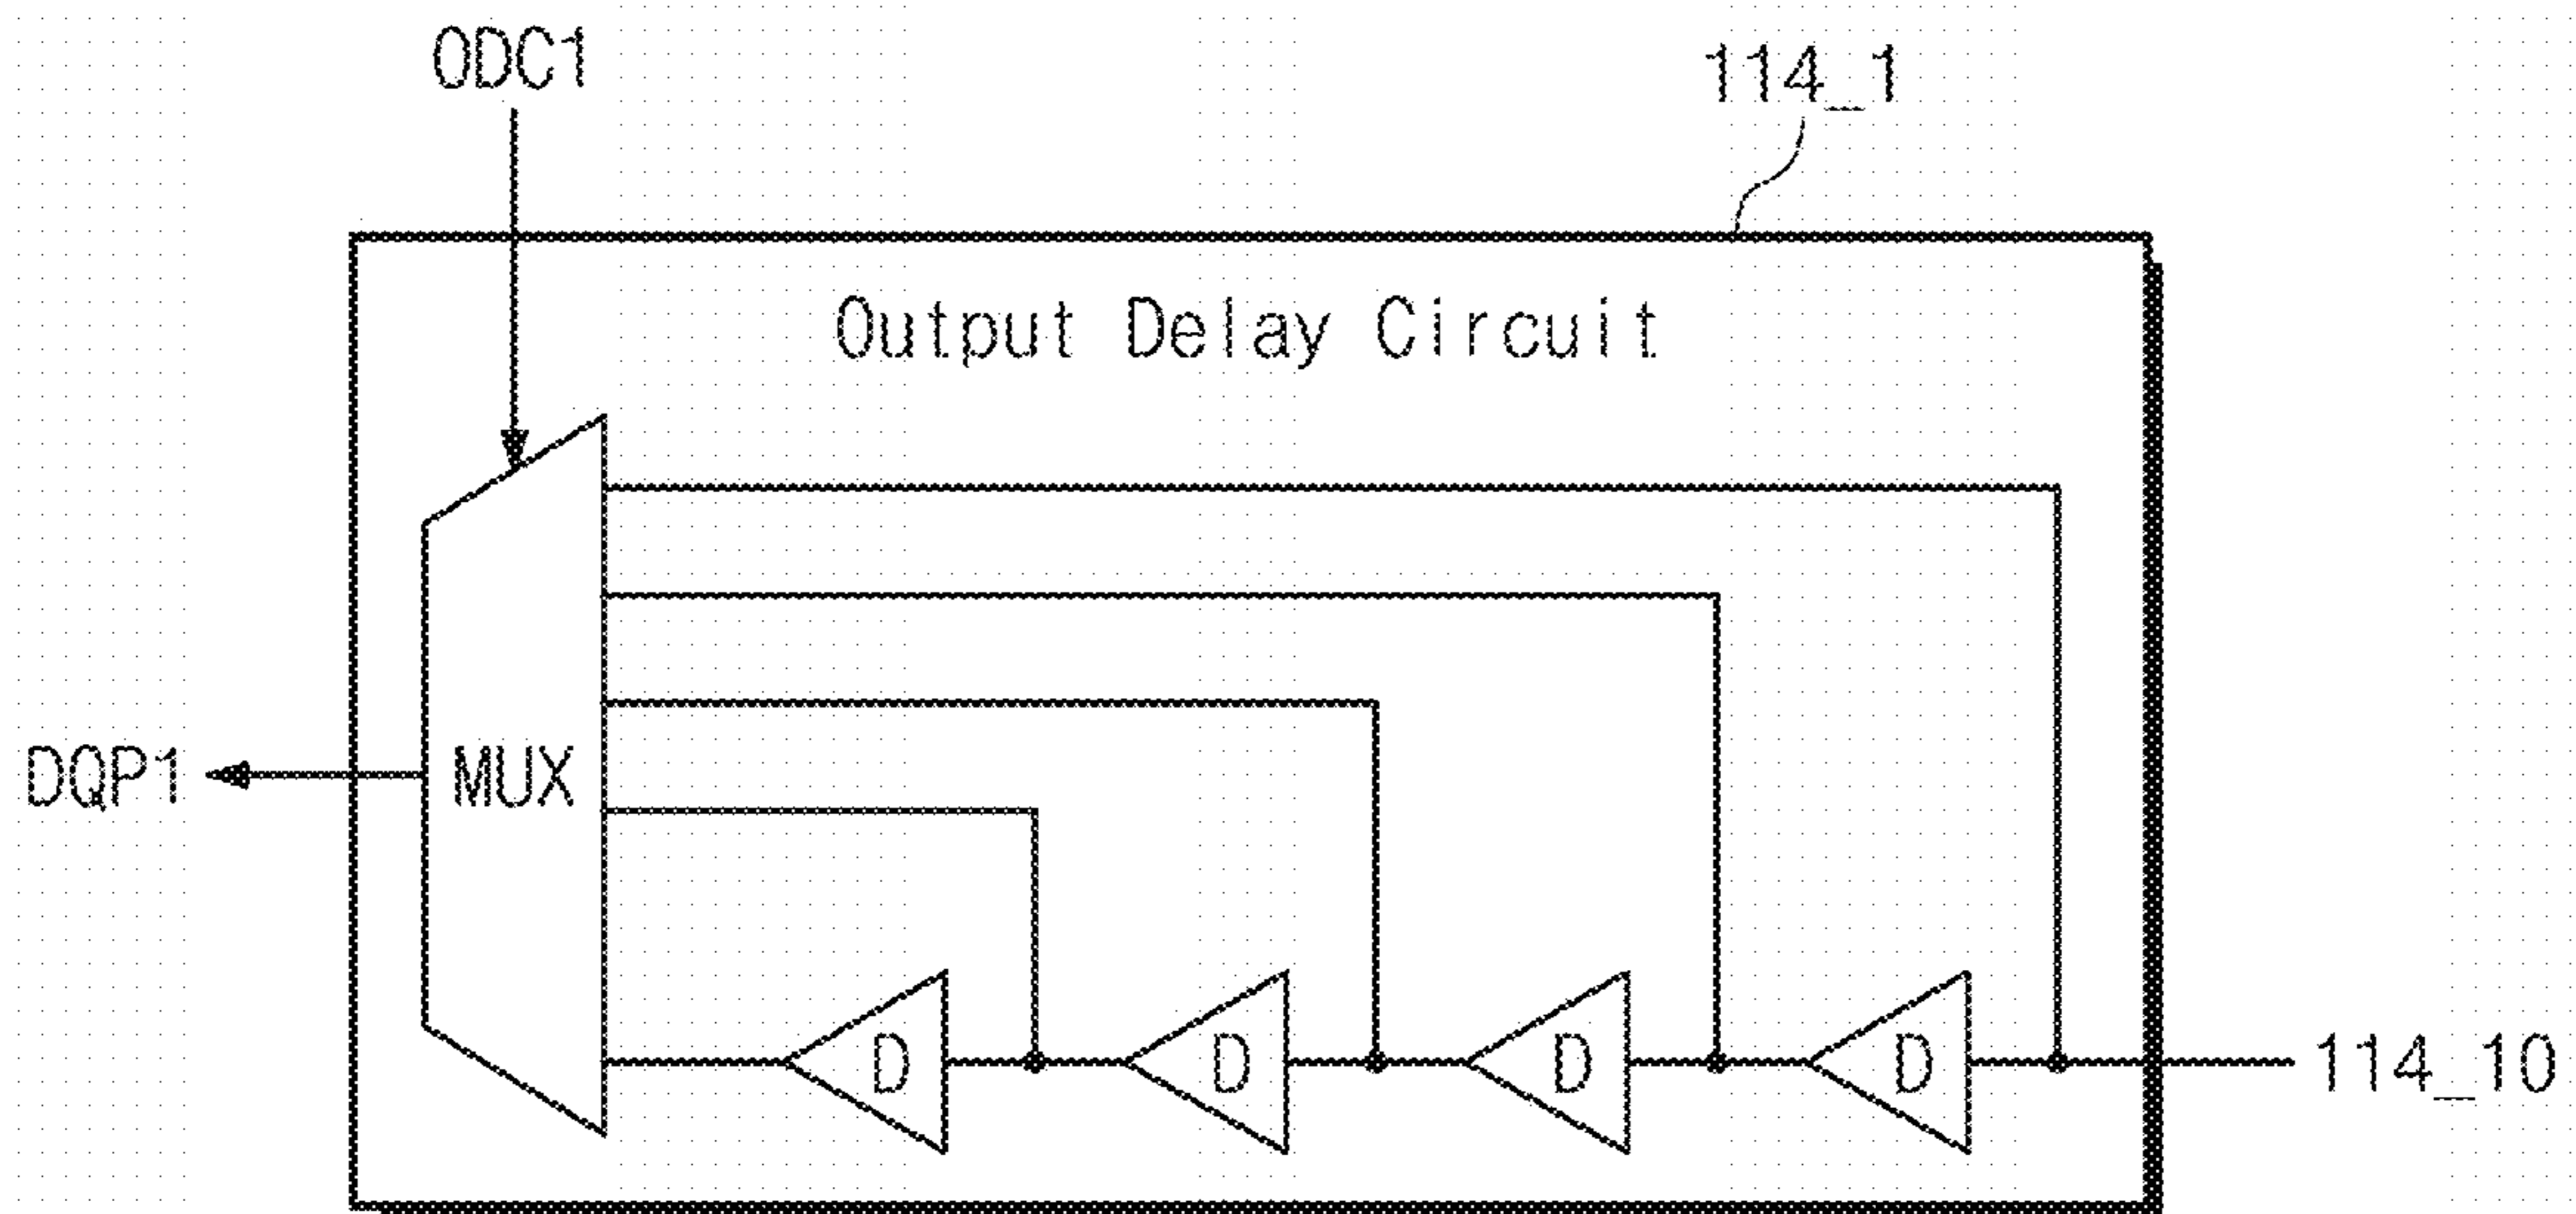 ODC1
114_1
Output Delay Circuit
DQP1
MUX
D
D
D
D
114_10